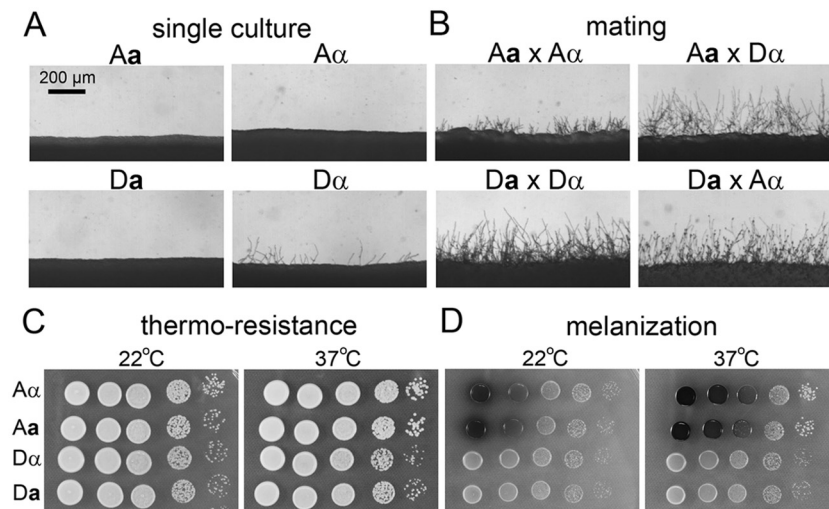 A single culture
Aa Aα
200 µm
Da Dα
B mating
Aa x Aα Aa x Dα
Da x Dα Da x Aα
C thermo-resistance
22°C 37°C
Aα
Aa
Dα
Da
D melanization
22°C 37°C